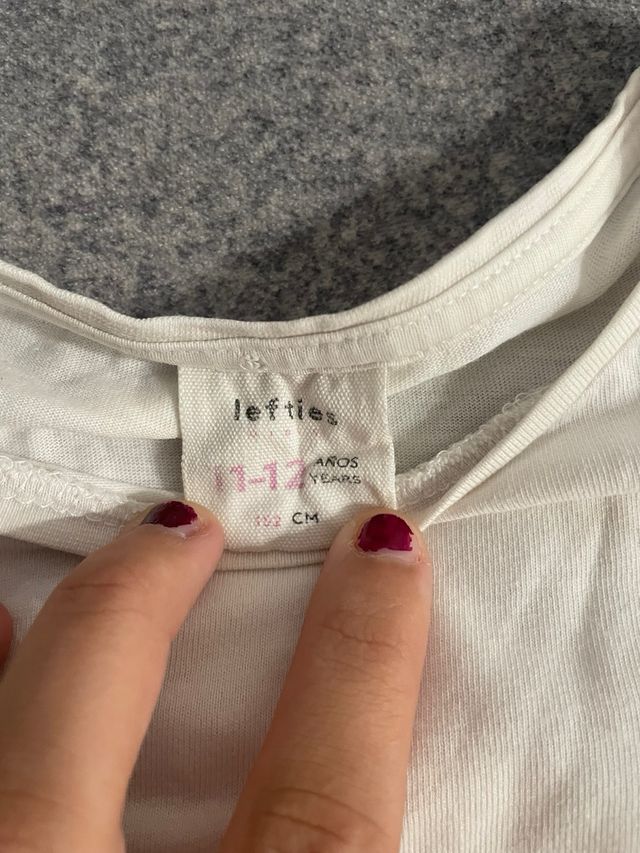 lefties
11-12 AÑOS
YEARS
152 CM